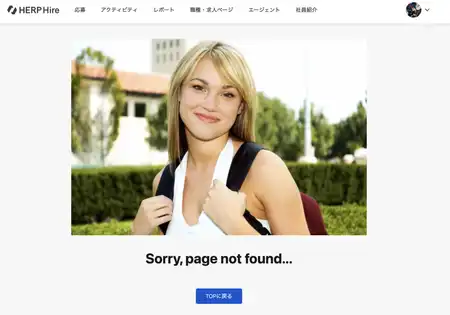 HERP Hire
応募
アクティビティ
レポート
職種・求人ページ
エージェント
社員紹介
Sorry, page not found...
TOPに戻る